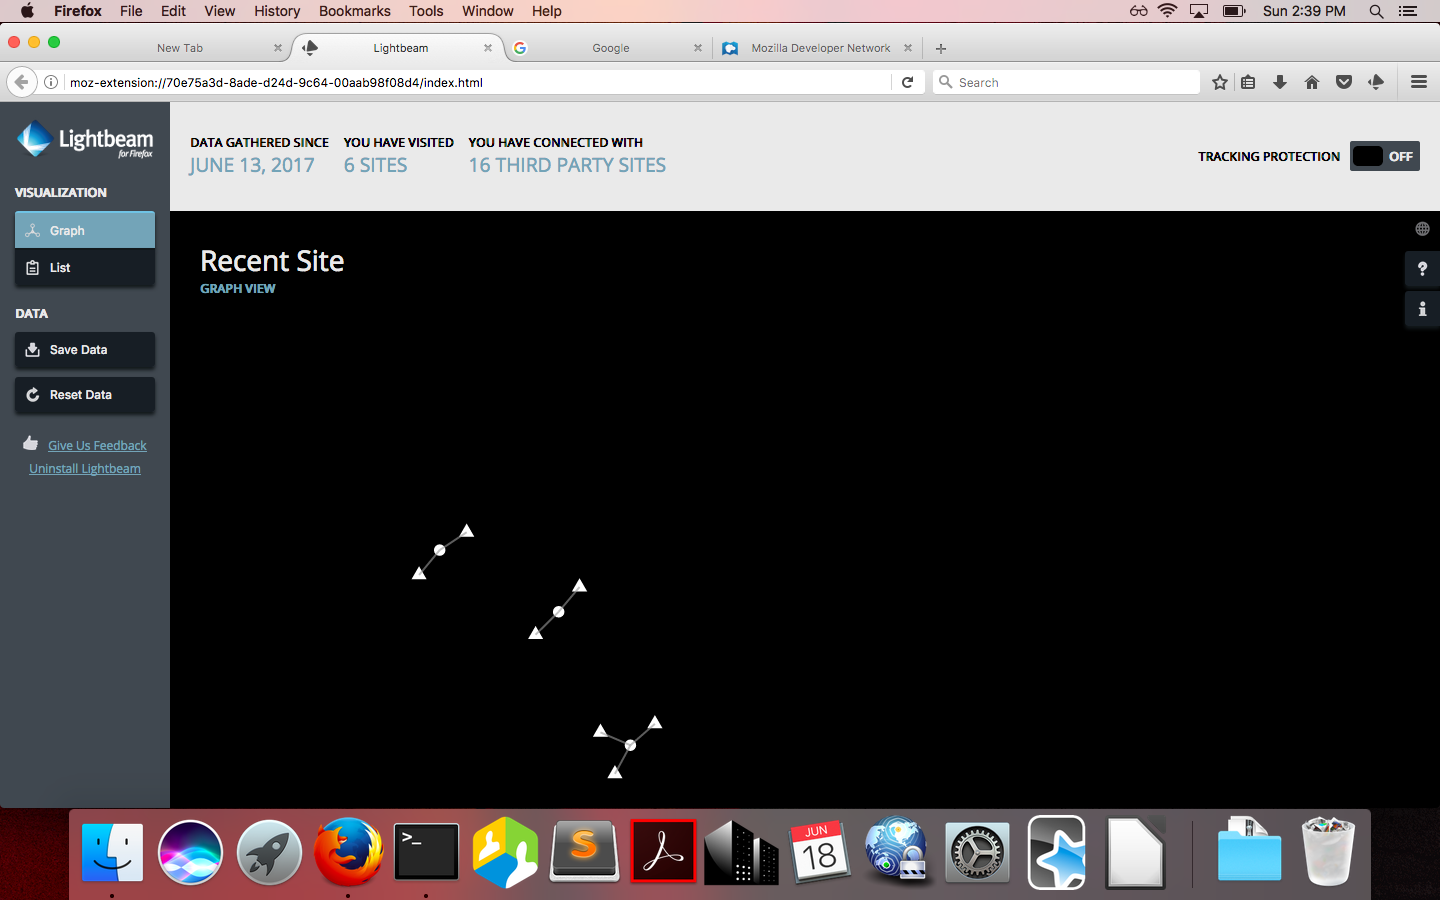 Firefox File Edit View History Bookmarks Tools Window Help Sun 2:39 PM
New Tab Lightbeam Google Mozilla Developer Network
moz-extension://70e75a3d-8ade-d24d-9c64-00aab98f08d4/index.html Search
Lightbeam
for Firefox
DATA GATHERED SINCE YOU HAVE VISITED YOU HAVE CONNECTED WITH
JUNE 13, 2017 6 SITES 16 THIRD PARTY SITES
TRACKING PROTECTION OFF
VISUALIZATION
Graph
List
DATA
Save Data
Reset Data
Give Us Feedback
Uninstall Lightbeam
Recent Site
GRAPH VIEW
?
i
>_
S
JUN
18